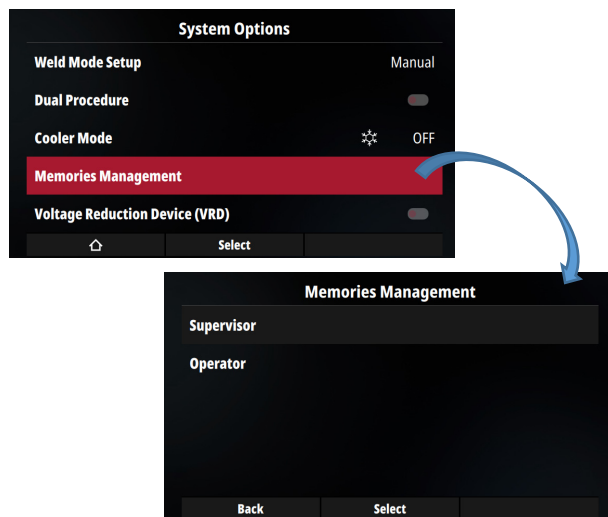 System Options
Weld Mode Setup Manual
Dual Procedure
Cooler Mode OFF
Memories Management
Voltage Reduction Device (VRD)
Select
Memories Management
Supervisor
Operator
Back Select